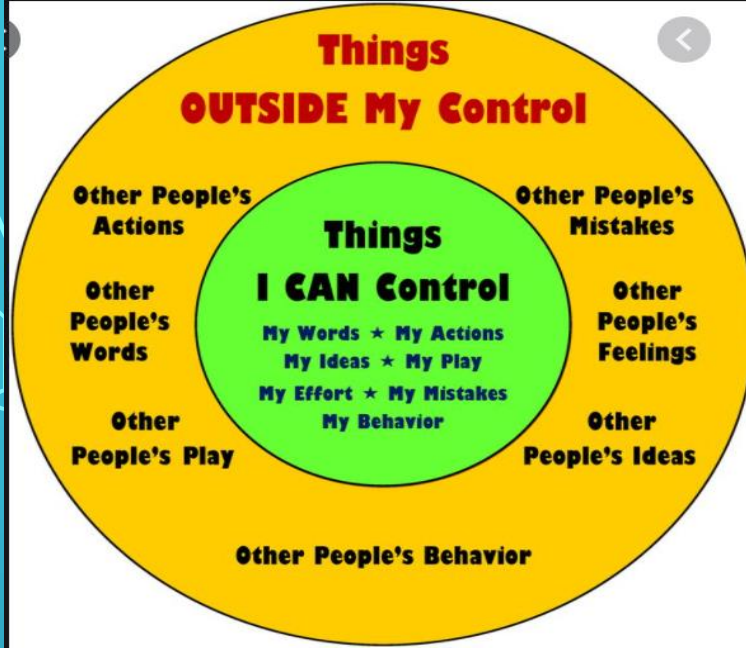 Things
OUTSIDE My Control
Other People's
Actions
Other People's
Mistakes
Other
People's
Words
Other
People's
Feelings
Other
People's Play
Other
People's Ideas
Other People's Behavior
Things
I CAN Control
My Words ★ My Actions
My Ideas ★ My Play
My Effort ★ My Mistakes
My Behavior